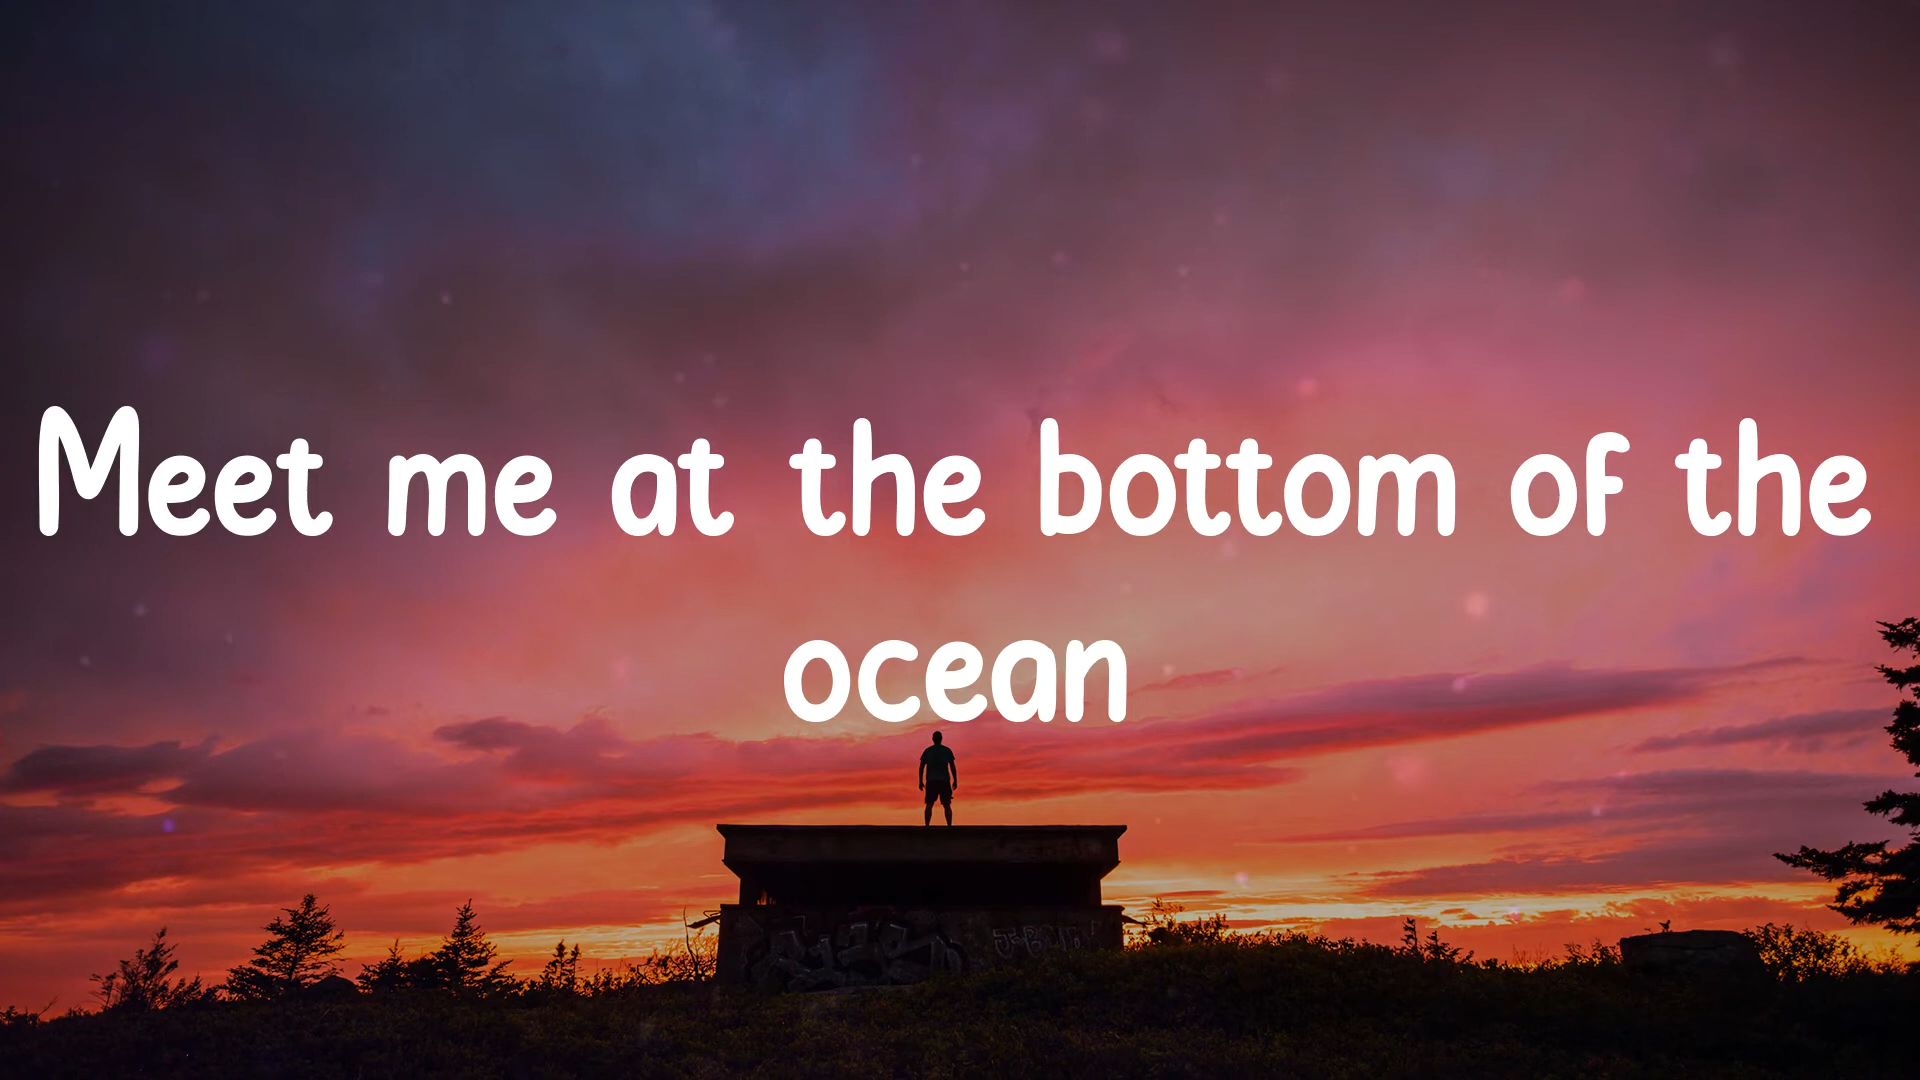 Meet me at the bottom of the
ocean